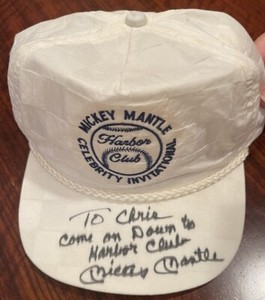 MICKEY MANTLE
Harbor
Club
CELEBRITY INVITATIONAL
To Chris
Come on Down to
Harbor Club
Mickey Mantle